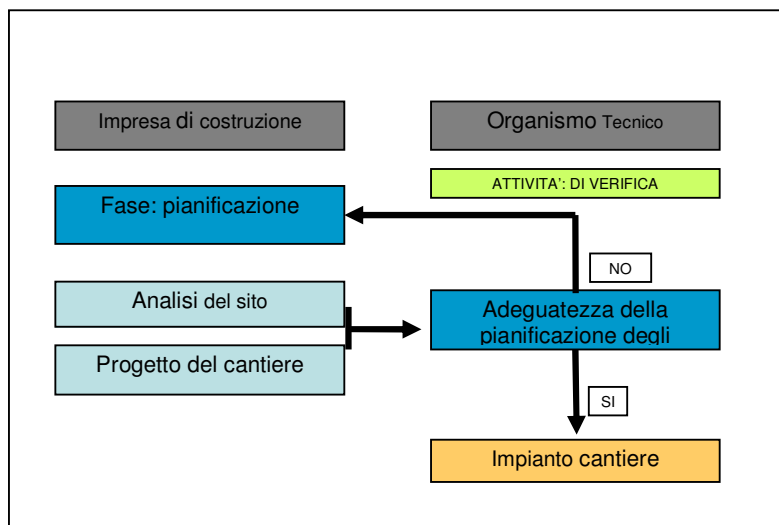 Impresa di costruzione
Organismo Tecnico
ATTIVITA': DI VERIFICA
Fase: pianificazione
NO
Analisi del sito
Adeguatezza della
pianificazione degli
Progetto del cantiere
SI
Impianto cantiere